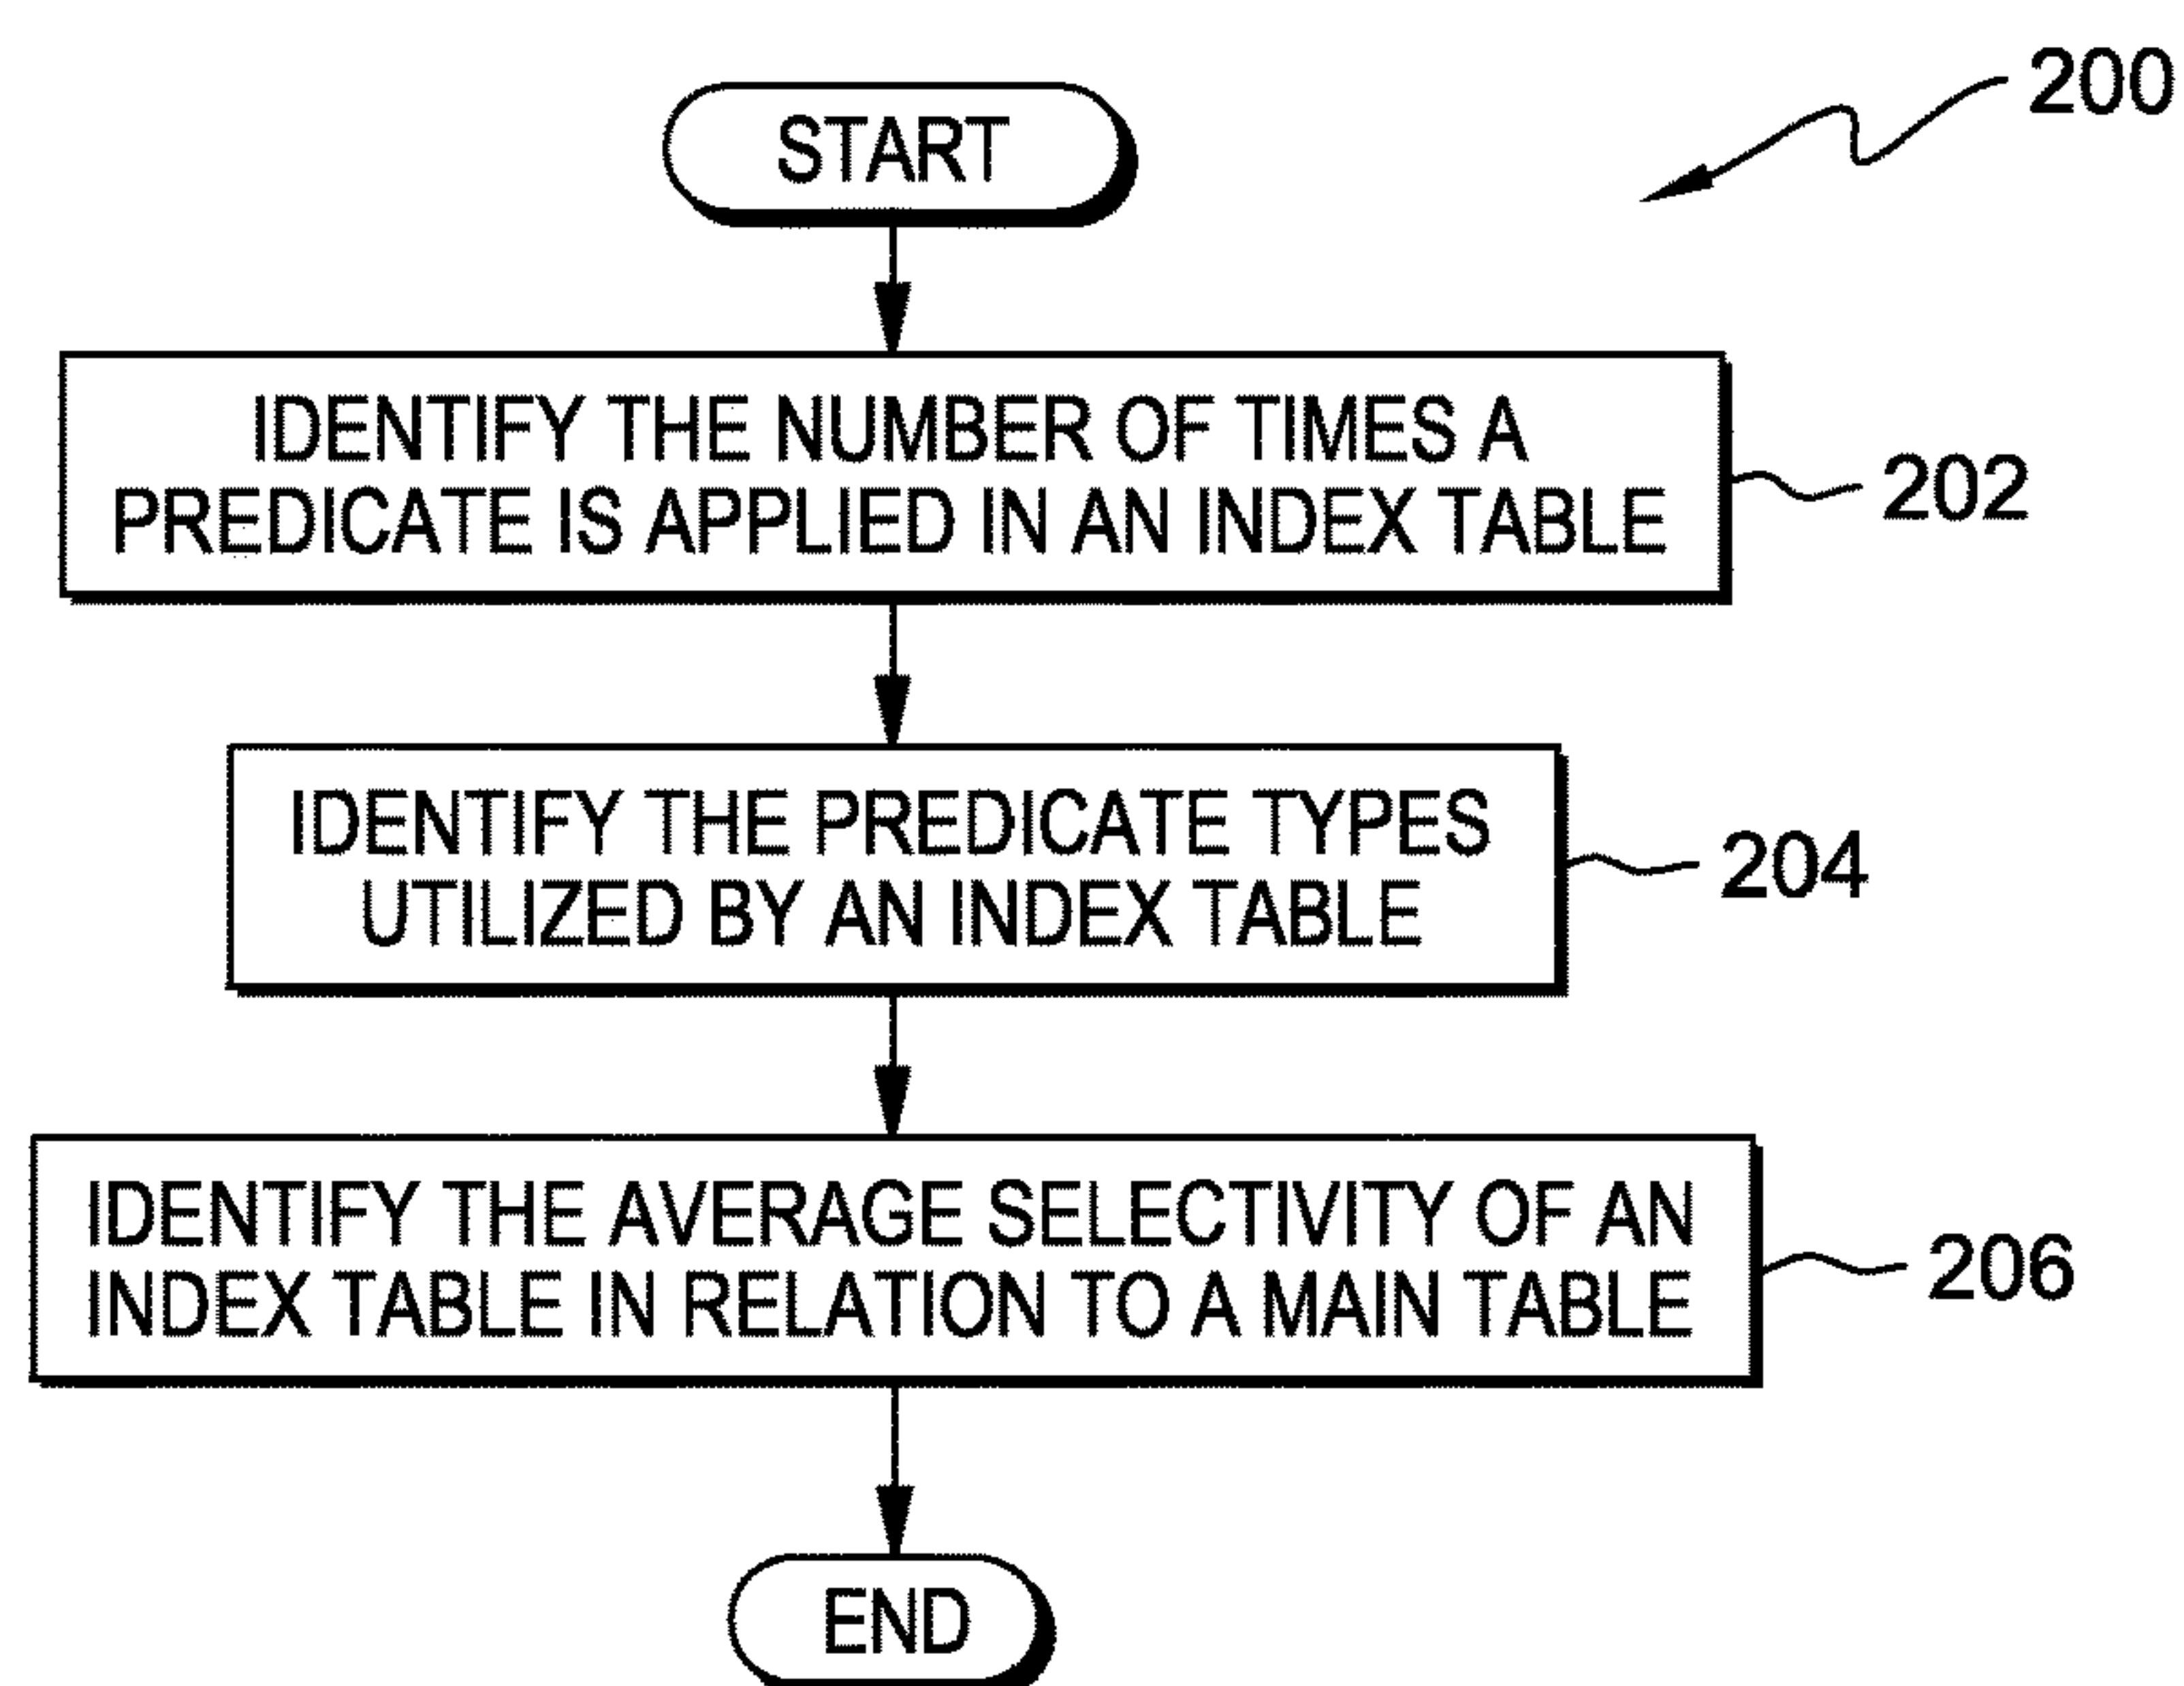 200
START
IDENTIFY THE NUMBER OF TIMES A
PREDICATE IS APPLIED IN AN INDEX TABLE
202
IDENTIFY THE PREDICATE TYPES
UTILIZED BY AN INDEX TABLE
204
IDENTIFY THE AVERAGE SELECTIVITY OF AN
INDEX TABLE IN RELATION TO A MAIN TABLE
206
END